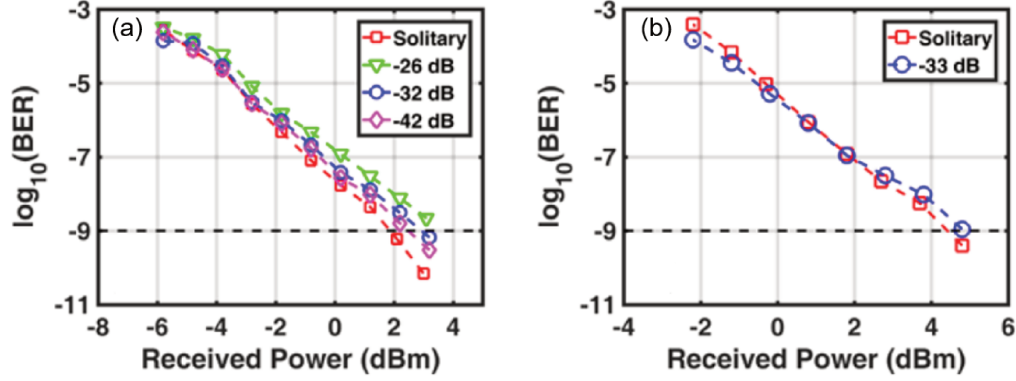 (a)
Solitary
-26 dB
-32 dB
-42 dB
-3
-5
-7
-9
-11
log10(BER)
-8 -6 -4 -2 0 2 4
Received Power (dBm)
(b)
Solitary
-33 dB
-3
-5
-7
-9
-11
log10(BER)
-4 -2 0 2 4 6
Received Power (dBm)